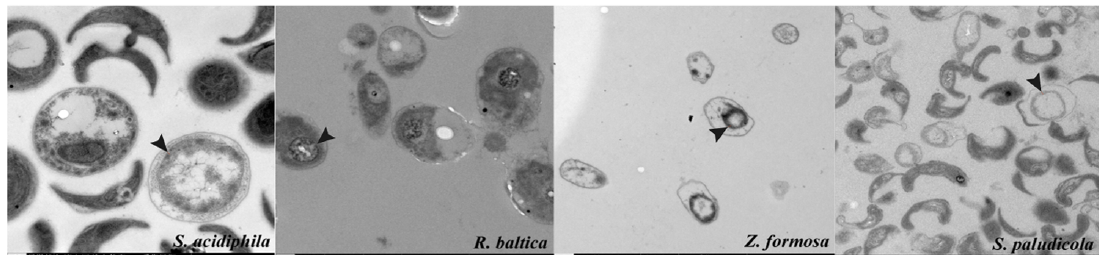 S. acidiphila
R. baltica
Z. formosa
S. paludicola